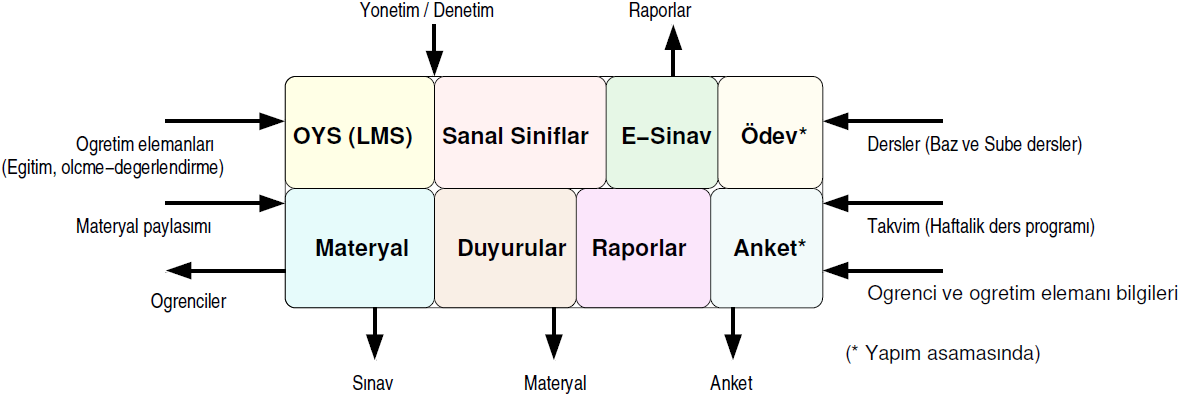 Yonetim / Denetim
Raporlar
OYS (LMS)
Sanal Siniflar
E−Sinav
Ödev*
Ogretim elemanları
(Egitim, olcme−degerlendirme)
Dersler (Baz ve Sube dersler)
Materyal paylasımı
Takvim (Haftalik ders programı)
Materyal
Duyurular
Raporlar
Anket*
Ogrenciler
Ogrenci ve ogretim elemanı bilgileri
(* Yapım asamasında)
Sınav
Materyal
Anket